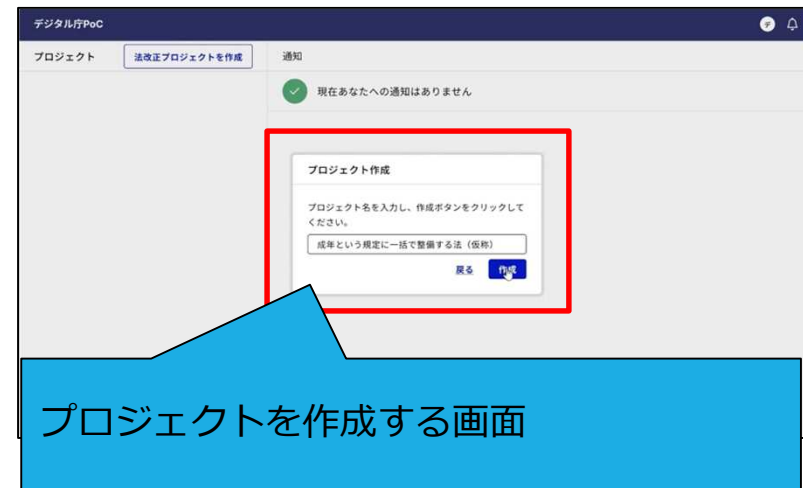 デジタル庁PoC
デ
プロジェクト
法改正プロジェクトを作成
通知
現在あなたへの通知はありません
プロジェクト作成
プロジェクト名を入力し、作成ボタンをクリックして
ください。
成年という規定に一括で整備する法（仮称）
戻る
作成
プロジェクトを作成する画面